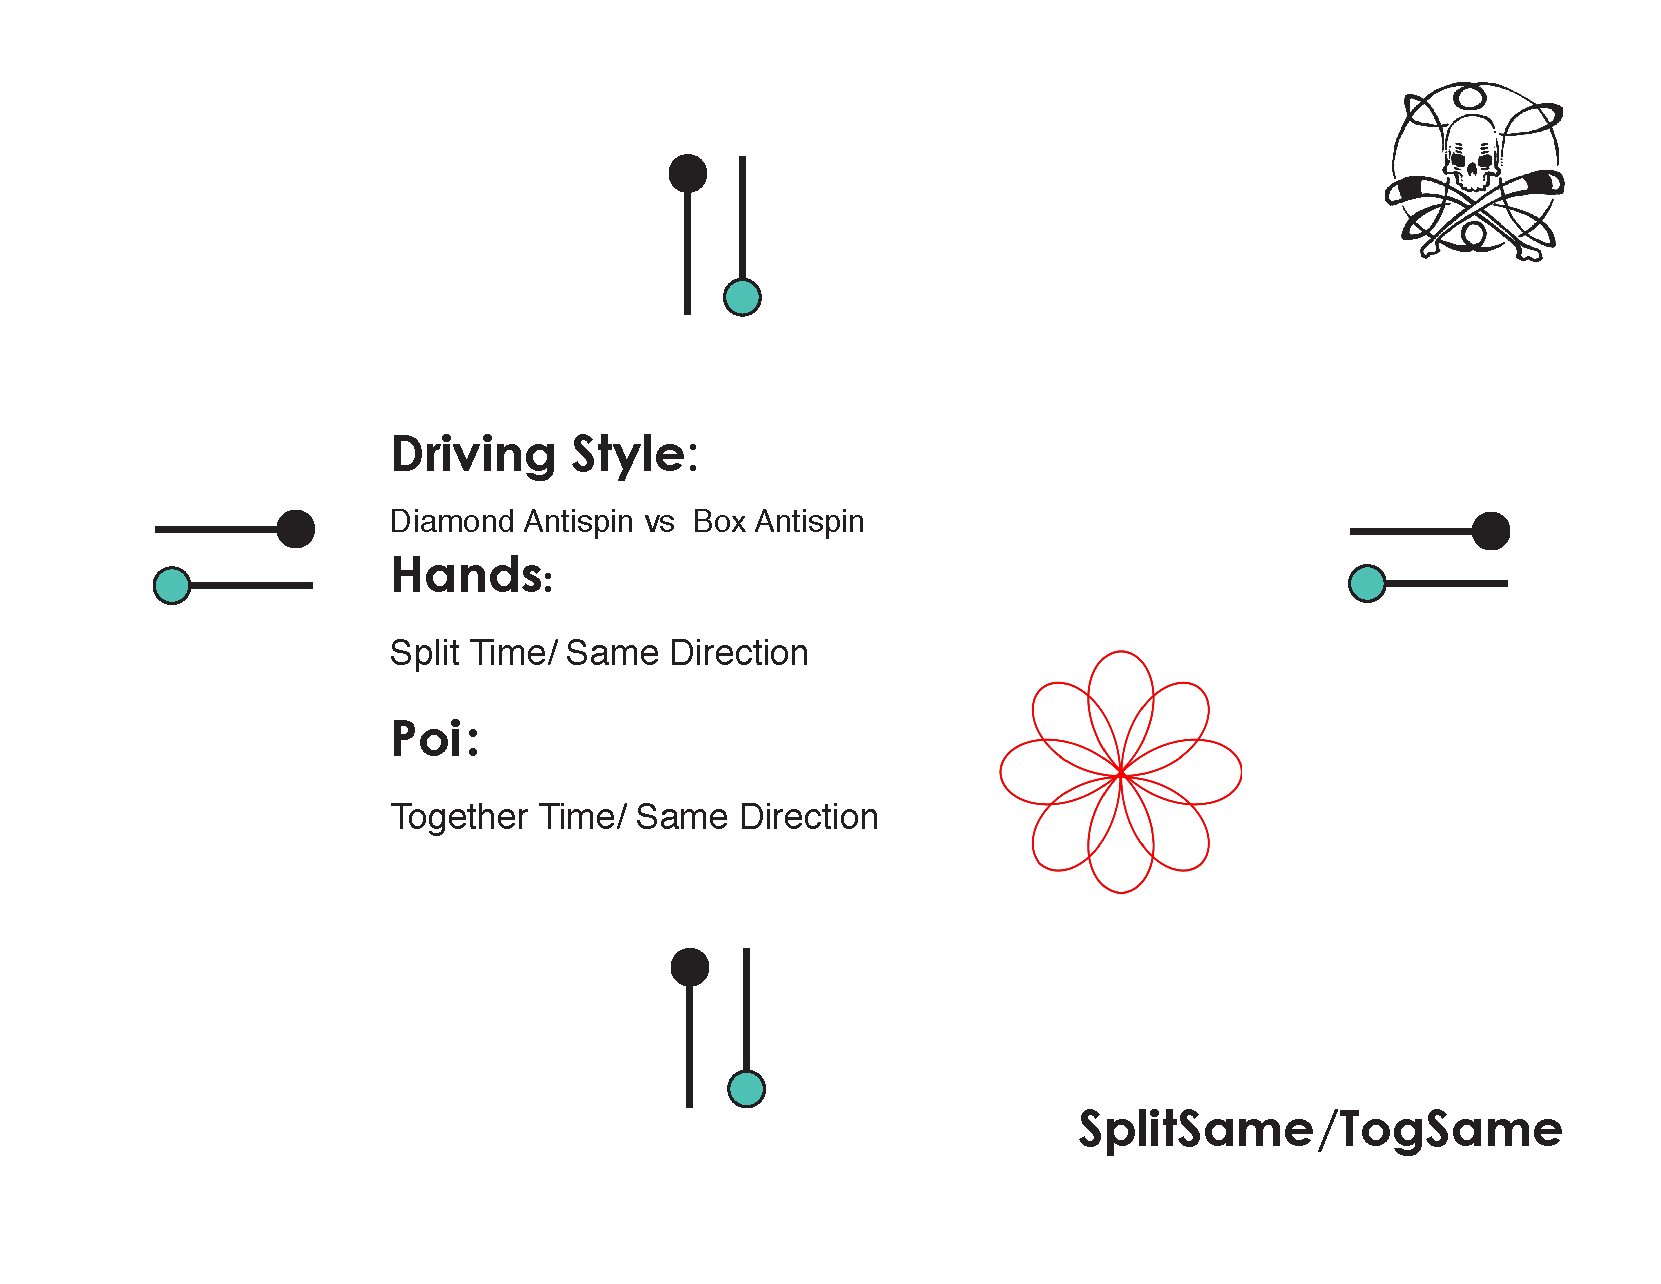 Driving Style:
Diamond Antispin vs  Box Antispin
Hands:
Split Time/ Same Direction
Poi:
Together Time/ Same Direction
SplitSame/TogSame